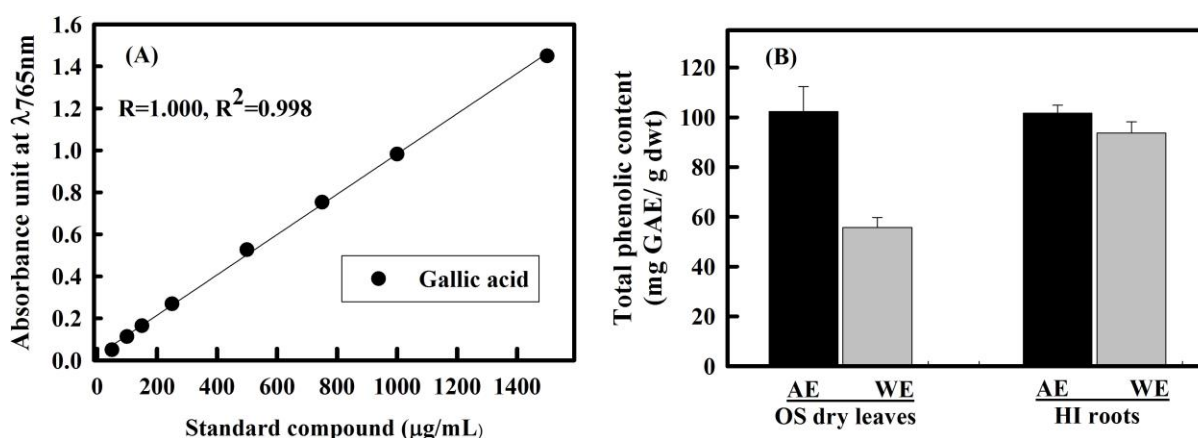 (A)
R=1.000, R²=0.998
Absorbance unit at λ765nm
1.6
1.4
1.2
1.0
0.8
0.6
0.4
0.2
0.0
Gallic acid
0 200 400 600 800 1000 1200 1400
Standard compound (μg/mL)
(B)
Total phenolic content
(mg GAE/ g dwt)
120
100
80
60
40
20
0
AE WE AE WE
OS dry leaves HI roots